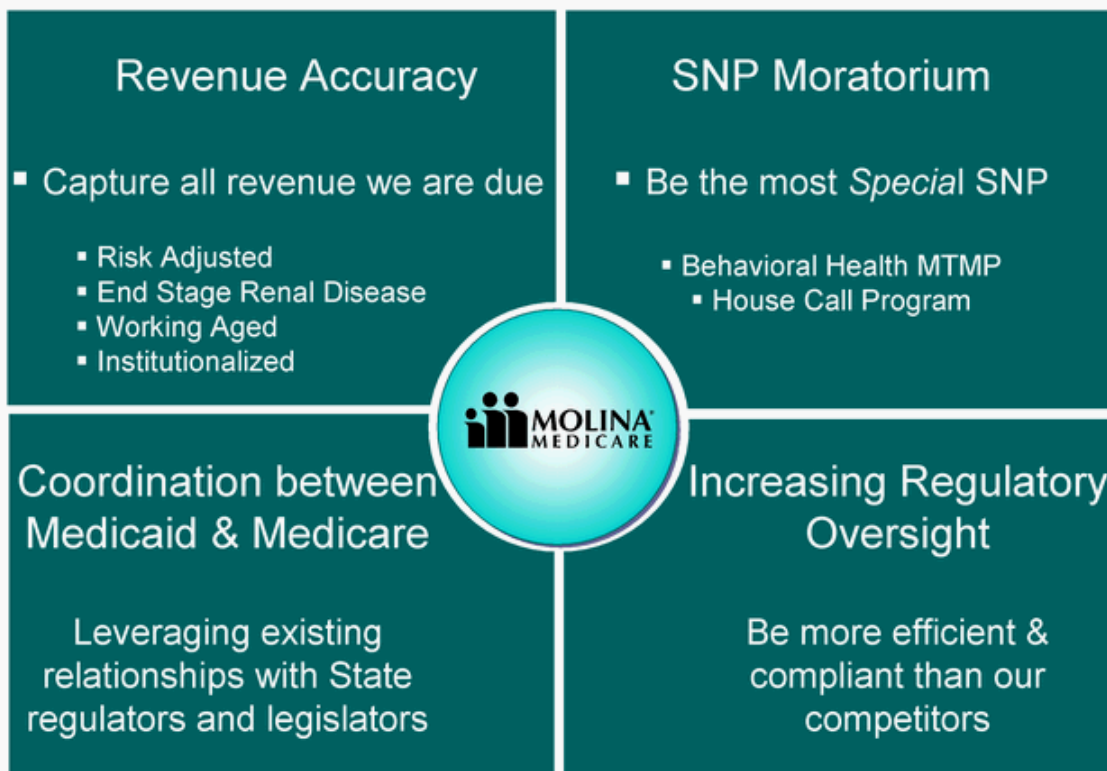 Revenue Accuracy
▪ Capture all revenue we are due
▪ Risk Adjusted
▪ End Stage Renal Disease
▪ Working Aged
▪ Institutionalized
SNP Moratorium
▪ Be the most Special SNP
▪ Behavioral Health MTMP
▪ House Call Program
MOLINA®
MEDICARE
Coordination between
Medicaid & Medicare
Leveraging existing
relationships with State
regulators and legislators
Increasing Regulatory
Oversight
Be more efficient &
compliant than our
competitors